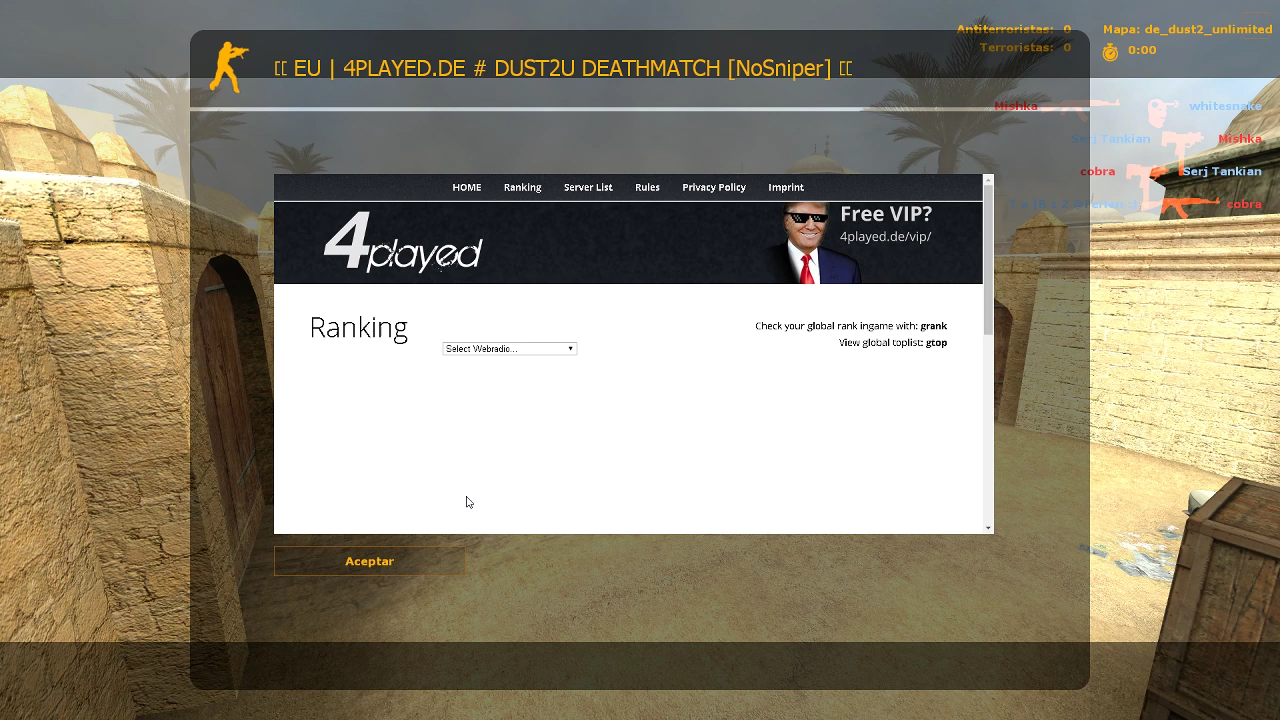 Antiterroristas: 0
Mapa: de_dust2_unlimited
Terroristas: 0
0:00
EU | 4PLAYED.DE # DUST2U DEATHMATCH [NoSniper]
Mishka whitesnake
Serj Tankian Mishka
cobra Serj Tankian
cobra
HOME Ranking Server List Rules Privacy Policy Imprint
4played
Free VIP?
4played.de/vip/
Ranking
Check your global rank ingame with: grank
View global toplist: gtop
Select Webradio...
Aceptar